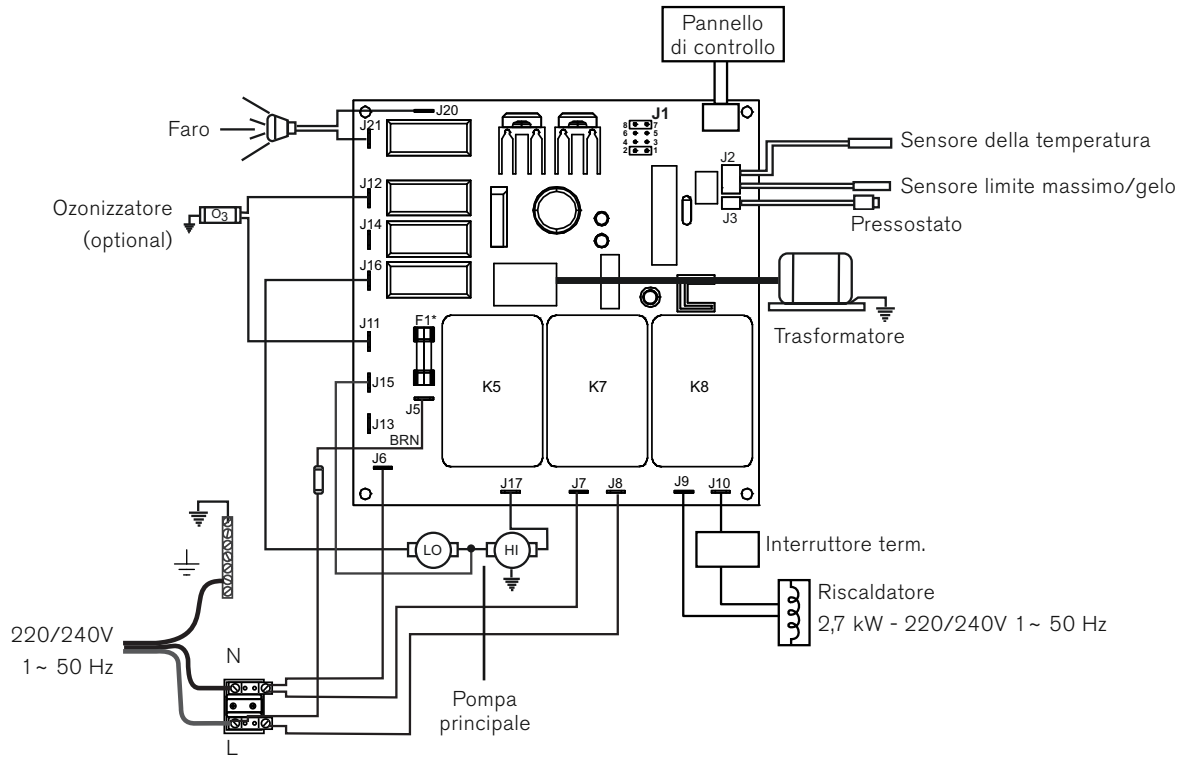 Pannello
di controllo
J20
J1
Faro
J21
8 7
6 5
4 3
2 1
J2
Sensore della temperatura
J12
Sensore limite massimo/gelo
Ozonizzatore
(optional)
O3
J3
Pressostato
J14
J16
Trasformatore
J11
F1*
J15
K5
K7
K8
J5
J13
BRN
J6
J17
J7
J8
J9
J10
LO
HI
Interruttore term.
Riscaldatore
2,7 kW - 220/240V 1~ 50 Hz
220/240V
1~ 50 Hz
N
Pompa
principale
L